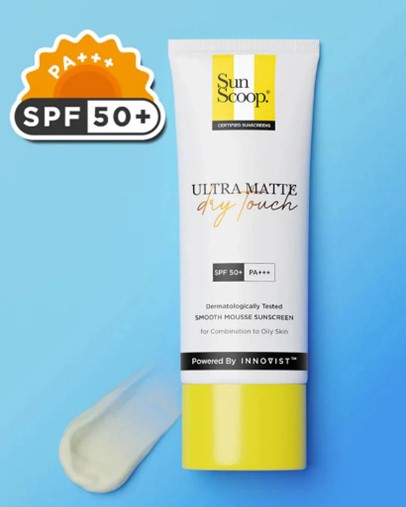 PA+++
SPF 50+
Sun
Scoop.®
CERTIFIED SUNSCREENS
ULTRA MATTE
dry Touch
SPF 50+ PA+++
Dermatologically Tested
SMOOTH MOUSSE SUNSCREEN
for Combination to Oily Skin
Powered By INNOVIST™